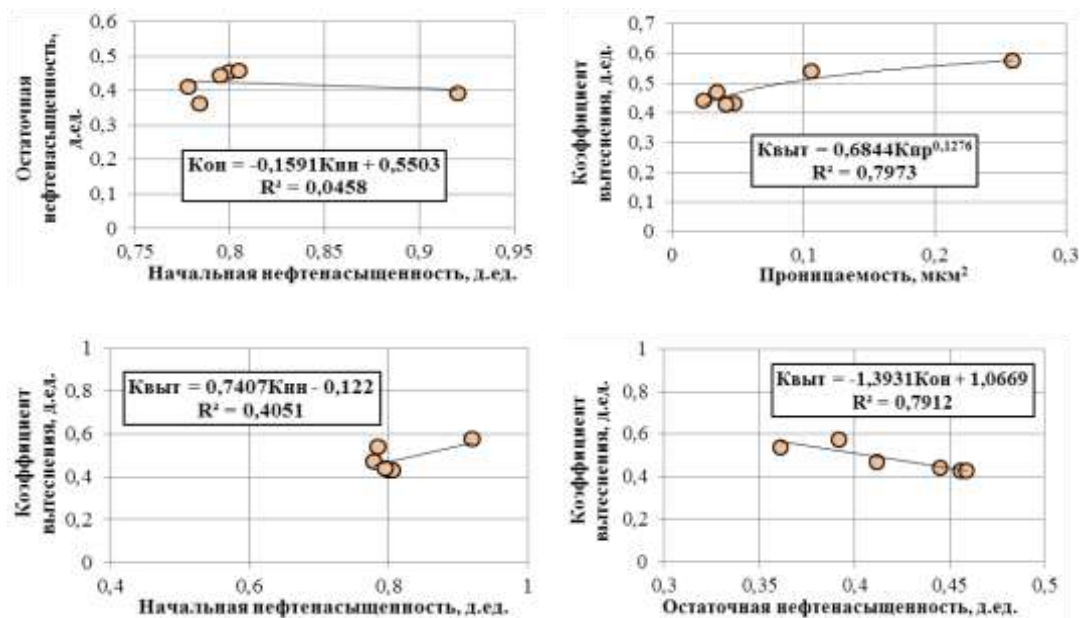 Остаточная
нефтенасыщенность,
д.ед.
0,6
0,5
0,4
0,3
0,2
0,1
0
Кон = -0,1591Кнн + 0,5503
R² = 0,0458
0,75
0,8
0,85
0,9
0,95
Начальная нефтенасыщенность, д.ед.
Коэффициент
вытеснения, д.ед.
0,7
0,6
0,5
0,4
0,3
0,2
0,1
0
Квыт = 0,6844Кпр^0,1276
R² = 0,7973
0
0,1
0,2
0,3
Проницаемость, мкм²
Коэффициент
вытеснения, д.ед.
1
0,8
0,6
0,4
0,2
0
Квыт = 0,7407Кнн - 0,122
R² = 0,4051
0,4
0,6
0,8
1
Начальная нефтенасыщенность, д.ед.
Коэффициент
вытеснения, д.ед.
1
0,8
0,6
0,4
0,2
0
Квыт = -1,3931Кон + 1,0669
R² = 0,7912
0,3
0,35
0,4
0,45
0,5
Остаточная нефтенасыщенность, д.ед.